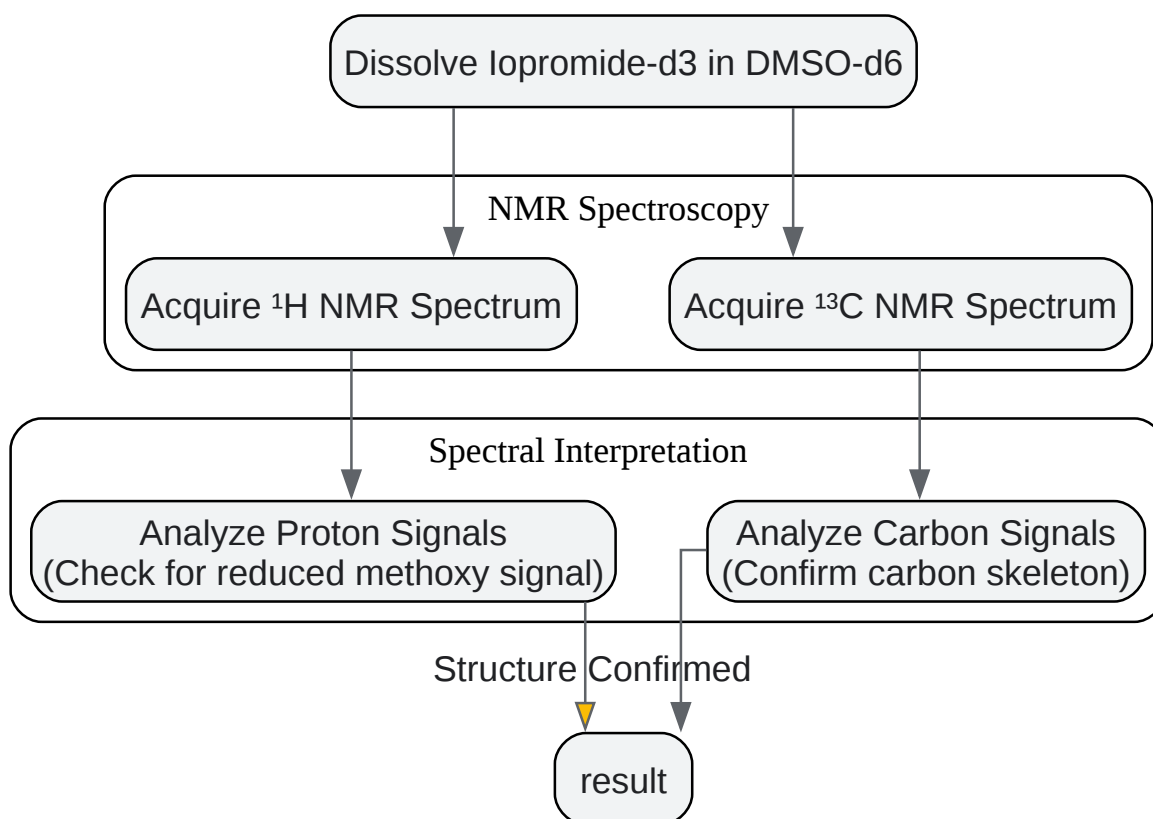 Dissolve Iopromide-d3 in DMSO-d6
NMR Spectroscopy
Acquire ¹H NMR Spectrum
Acquire ¹³C NMR Spectrum
Spectral Interpretation
Analyze Proton Signals
(Check for reduced methoxy signal)
Analyze Carbon Signals
(Confirm carbon skeleton)
Structure Confirmed
result